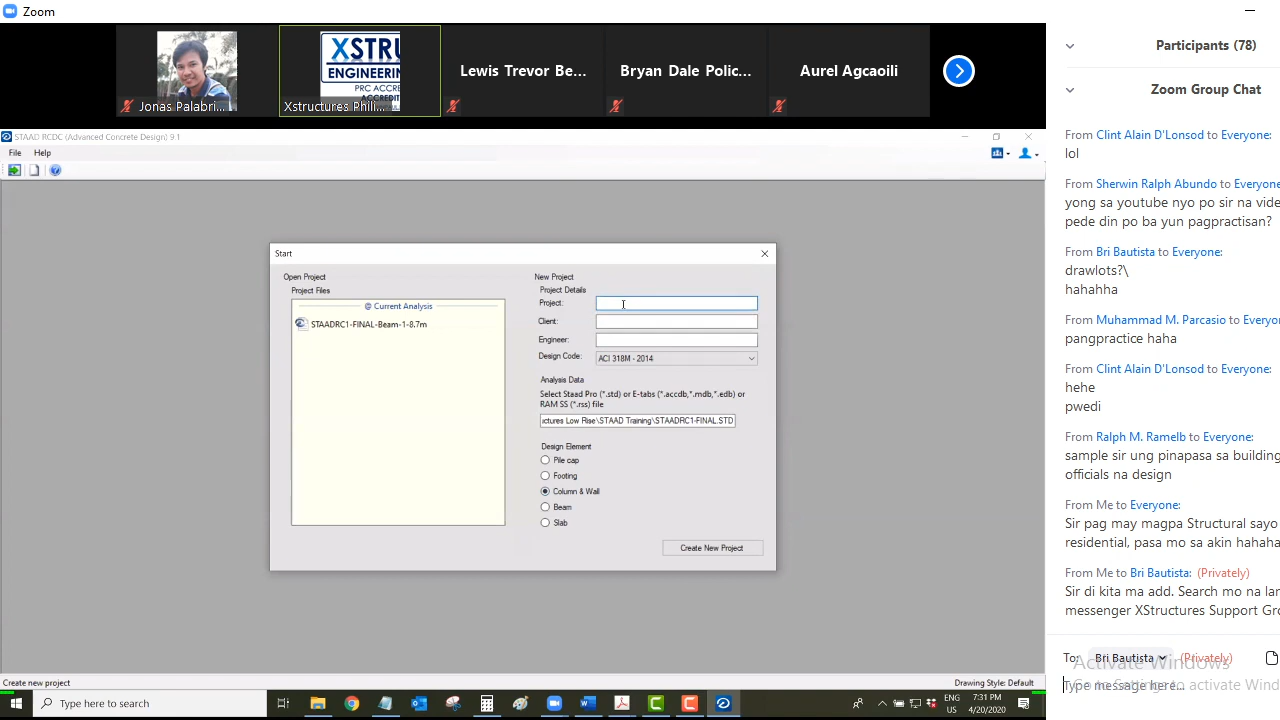 Zoom
Jonas Palabri...
XSTRU
ENGINEERIN
PRC ACCRE
ACCREDIT
Xstructures Phili...
Lewis Trevor Be...
Bryan Dale Polic...
Aurel Agcaoili
STAAD RCDC (Advanced Concrete Design) 9.1
File Help
Start
Open Project
Project Files
@ Current Analysis
STAADRC1-FINAL-Beam-1-8.7m
New Project
Project Details
Project:
Client:
Engineer:
Design Code: ACI 318M - 2014
Analysis Data
Select Staad Pro (*.std) or E-tabs (*.accdb,*.mdb,*.edb) or
RAM SS (*.rss) file
uctures Low Rise\STAAD Training\STAADRC1-FINAL.STD
Design Element
Pile cap
Footing
Column & Wall
Beam
Slab
Create New Project
Create new project
Drawing Style: Default
Participants (78)
Zoom Group Chat
From Clint Alain D'Lonsod to Everyone:
lol
From Sherwin Ralph Abundo to Everyone
yong sa youtube nyo po sir na vide
pede din po ba yun pagpractisan?
From Bri Bautista to Everyone:
drawlots?\
hahahha
From Muhammad M. Parcasio to Everyo
pangpractice haha
From Clint Alain D'Lonsod to Everyone:
hehe
pwedi
From Ralph M. Ramelb to Everyone:
sample sir ung pinapasa sa building
officials na design
From Me to Everyone:
Sir pag may magpa Structural sayo
residential, pasa mo sa akin hahaha
From Me to Bri Bautista: (Privately)
Sir di kita ma add. Search mo na lan
messenger XStructures Support Gro
To: Bri Bautista (Privately)
Activate Windows
Type message here...
Go to Settings to activate Wind
Type here to search
ENG
US
7:31 PM
4/20/2020